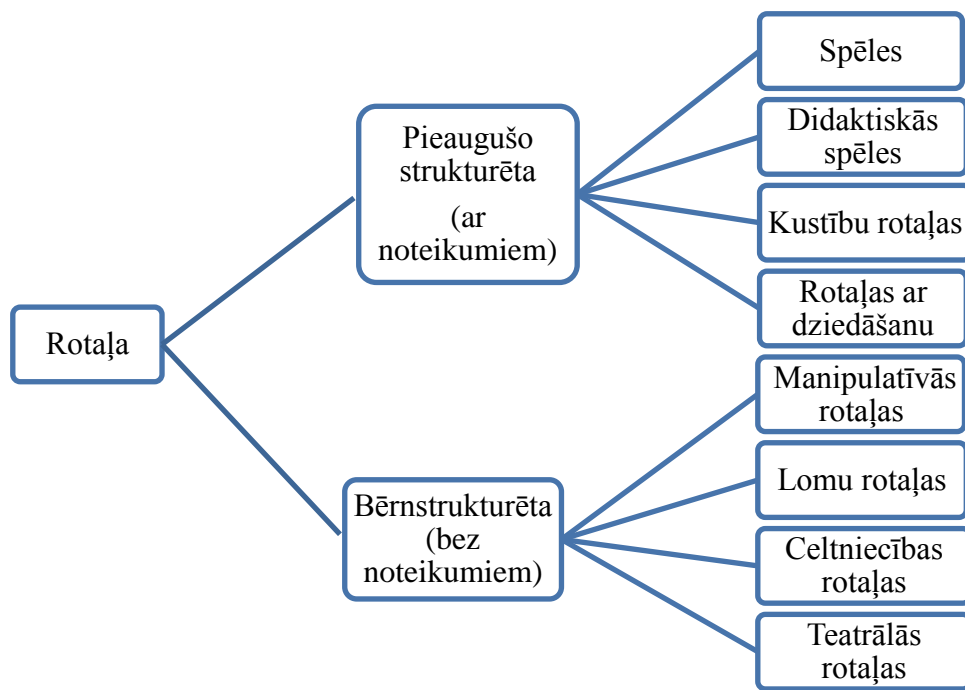 Rotaļa
Pieaugušo
strukturēta
(ar
noteikumiem)
Spēles
Didaktiskās
spēles
Kustību rotaļas
Rotaļas ar
dziedāšanu
Bērnstrukturēta
(bez
noteikumiem)
Manipulatīvās
rotaļas
Lomu rotaļas
Celtniecības
rotaļas
Teatrālās
rotaļas